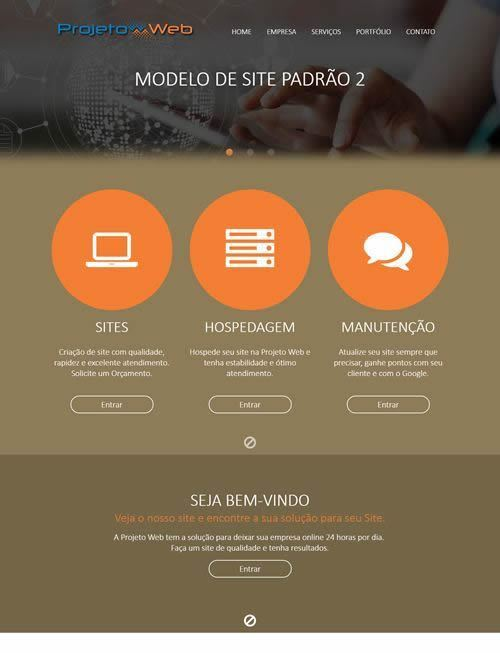 Projeto Web
HOME EMPRESA SERVIÇOS PORTFÓLIO CONTATO
MODELO DE SITE PADRÃO 2
SITES
Criação de site com qualidade,
rapidez e excelente atendimento.
Solicite um Orçamento.
Entrar
HOSPEDAGEM
Hospede seu site na Projeto Web e
tenha estabilidade e ótimo
atendimento.
Entrar
MANUTENÇÃO
Atualize seu site sempre que
precisar, ganhe pontos com seu
cliente e com o Google.
Entrar
SEJA BEM-VINDO
Veja o nosso site e encontre a sua solução para seu Site.
A Projeto Web tem a solução para deixar sua empresa online 24 horas por dia.
Faça um site de qualidade e tenha resultados.
Entrar